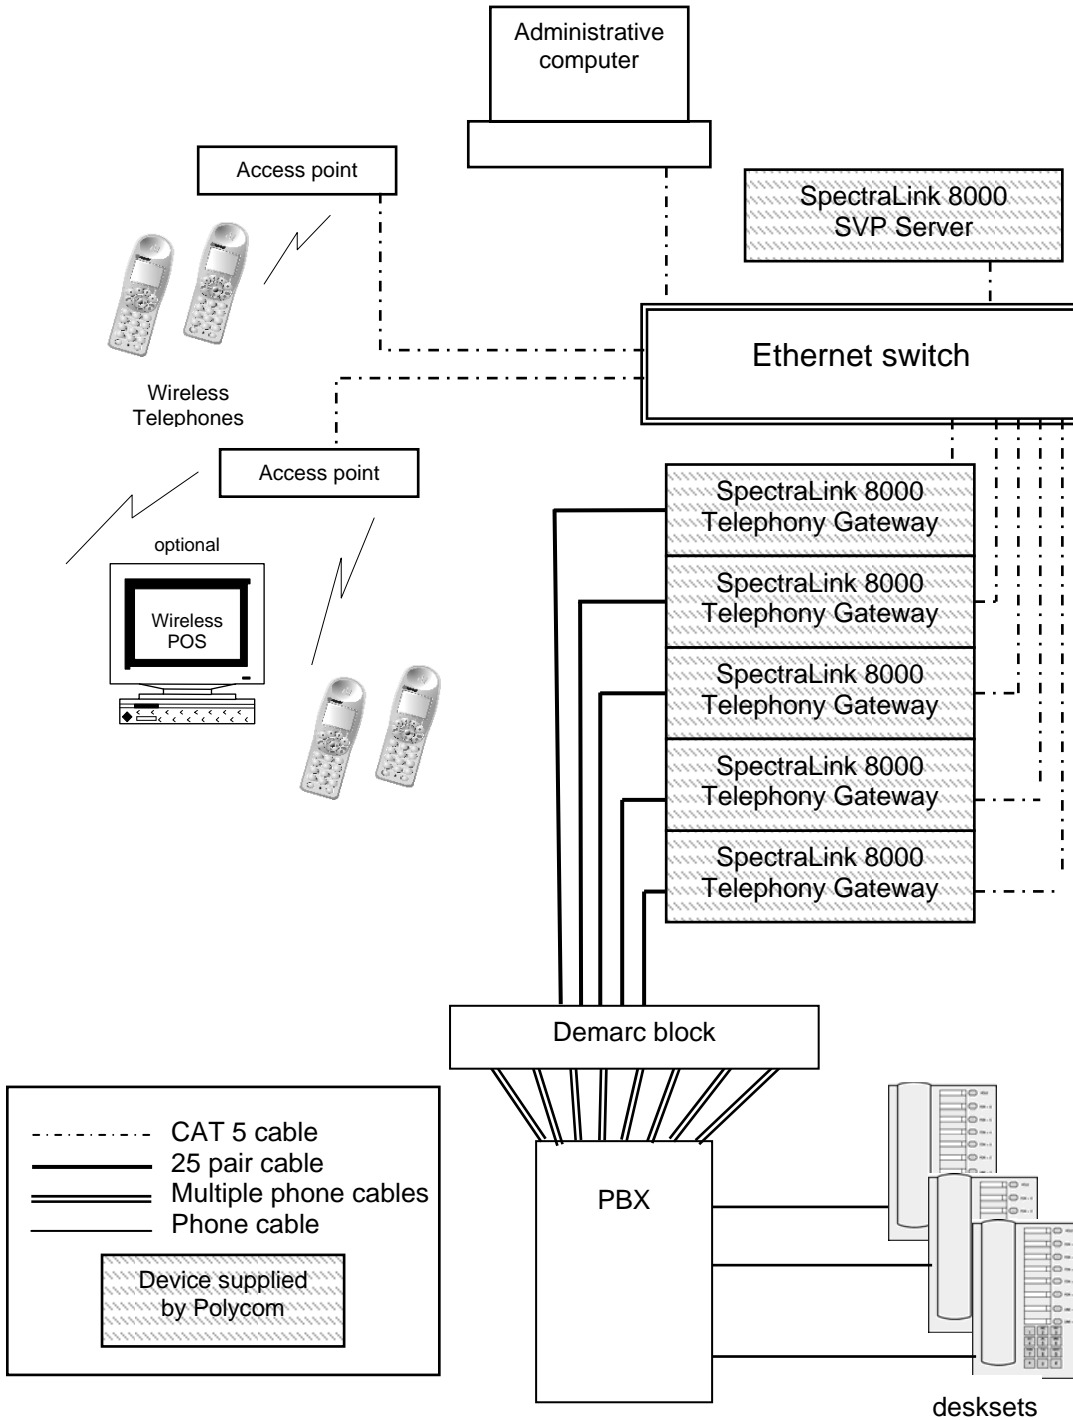 Administrative
computer
Access point
SpectraLink 8000
SVP Server
Ethernet switch
Wireless
Telephones
Access point
optional
Wireless
POS
SpectraLink 8000
Telephony Gateway
SpectraLink 8000
Telephony Gateway
SpectraLink 8000
Telephony Gateway
SpectraLink 8000
Telephony Gateway
SpectraLink 8000
Telephony Gateway
Demarc block
PBX
CAT 5 cable
25 pair cable
Multiple phone cables
Phone cable
Device supplied
by Polycom
desksets